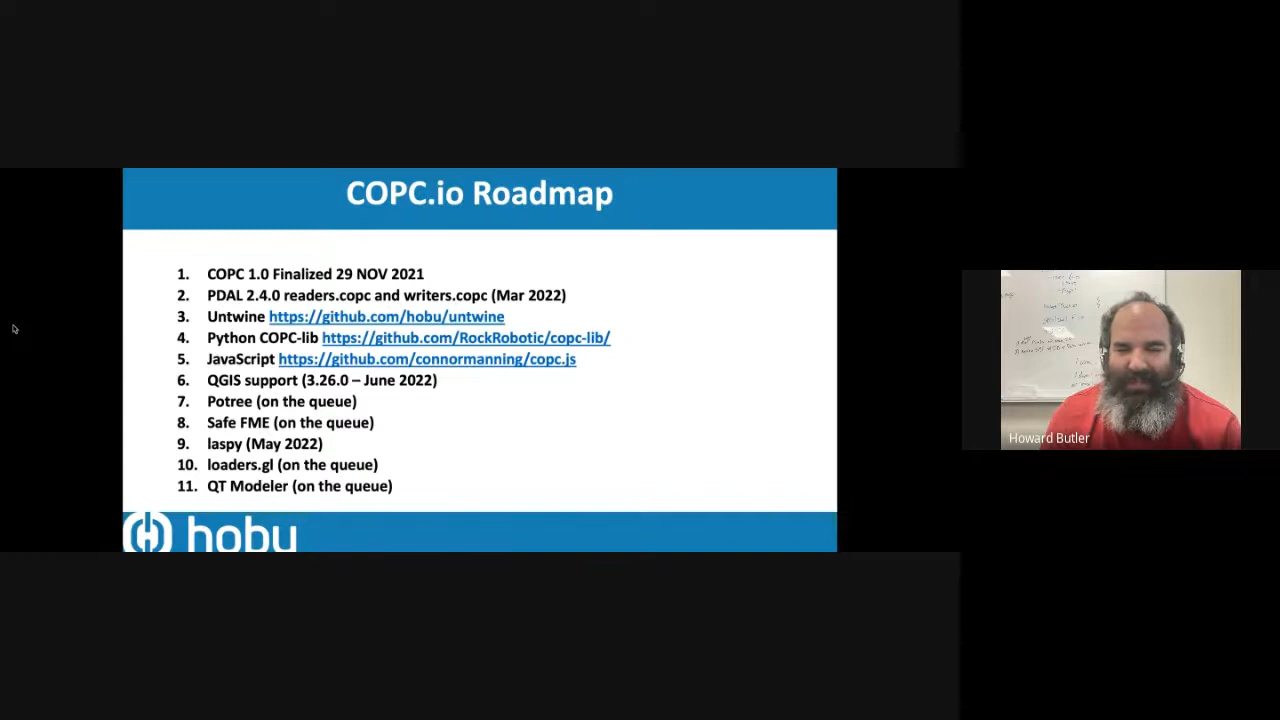 COPC.io Roadmap
1. COPC 1.0 Finalized 29 NOV 2021
2. PDAL 2.4.0 readers.copc and writers.copc (Mar 2022)
3. Untwine https://github.com/hobu/untwine
4. Python COPC-lib https://github.com/RockRobotic/copc-lib/
5. JavaScript https://github.com/connormanning/copc.js
6. QGIS support (3.26.0 – June 2022)
7. Potree (on the queue)
8. Safe FME (on the queue)
9. laspy (May 2022)
10. loaders.gl (on the queue)
11. QT Modeler (on the queue)
hobu
Howard Butler